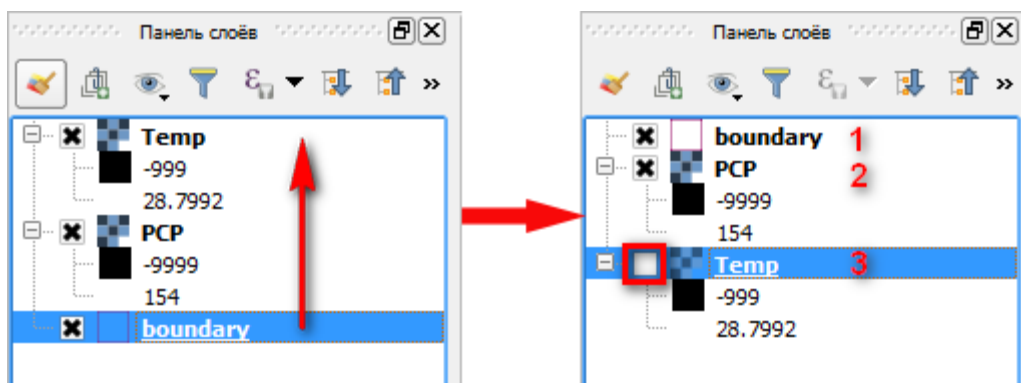 Панель слоёв
Temp
-999
28.7992
PCP
-9999
154
boundary
Панель слоёв
boundary 1
PCP 2
-9999
154
Temp 3
-999
28.7992